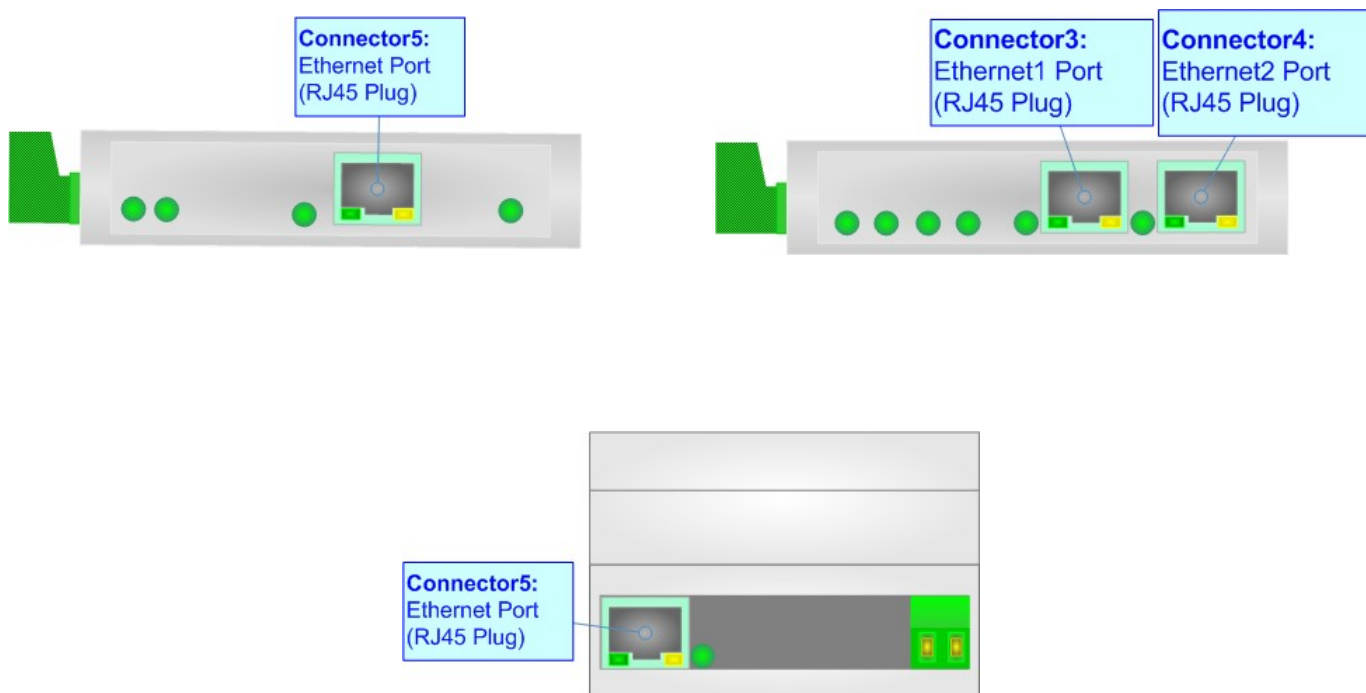 Connector5:
Ethernet Port
(RJ45 Plug)
Connector3:
Ethernet1 Port
(RJ45 Plug)
Connector4:
Ethernet2 Port
(RJ45 Plug)
Connector5:
Ethernet Port
(RJ45 Plug)